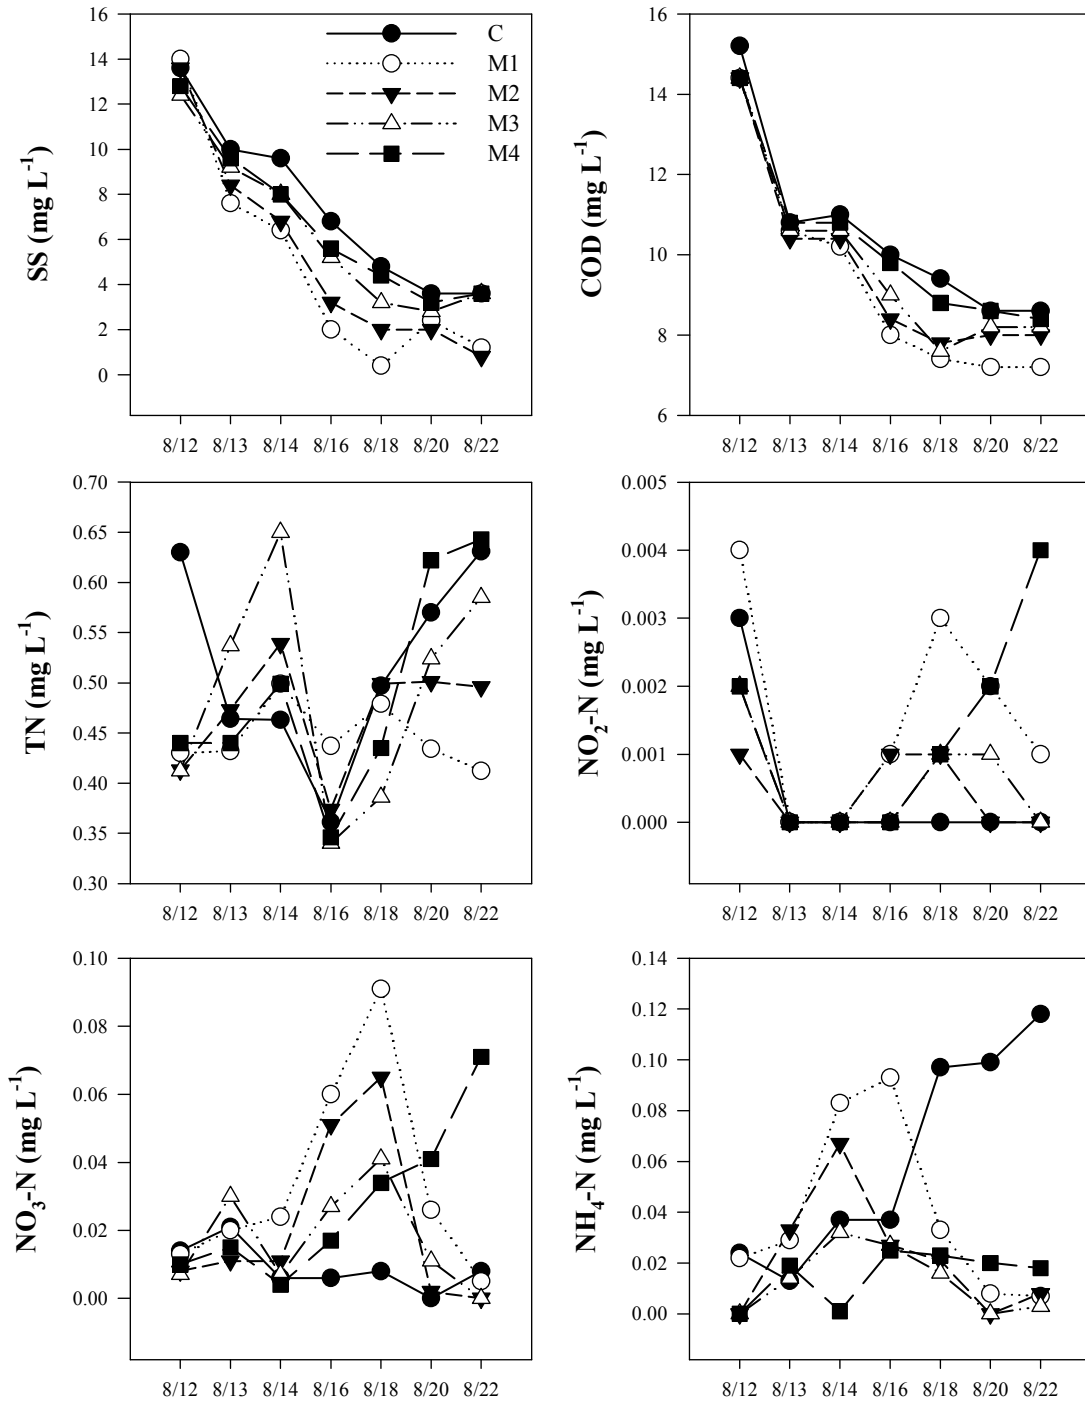 SS (mg L⁻¹)
16
14
12
10
8
6
4
2
0
C
M1
M2
M3
M4
8/12 8/13 8/14 8/16 8/18 8/20 8/22
COD (mg L⁻¹)
16
14
12
10
8
6
8/12 8/13 8/14 8/16 8/18 8/20 8/22
TN (mg L⁻¹)
0.70
0.65
0.60
0.55
0.50
0.45
0.40
0.35
0.30
8/12 8/13 8/14 8/16 8/18 8/20 8/22
NO₂-N (mg L⁻¹)
0.005
0.004
0.003
0.002
0.001
0.000
8/12 8/13 8/14 8/16 8/18 8/20 8/22
NO₃-N (mg L⁻¹)
0.10
0.08
0.06
0.04
0.02
0.00
8/12 8/13 8/14 8/16 8/18 8/20 8/22
NH₄-N (mg L⁻¹)
0.14
0.12
0.10
0.08
0.06
0.04
0.02
0.00
8/12 8/13 8/14 8/16 8/18 8/20 8/22